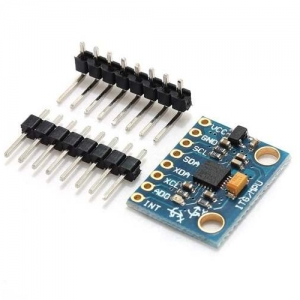 VCC
GND
SCL
SDA
XDA
XCL
ADO
INT
ITG/MPU